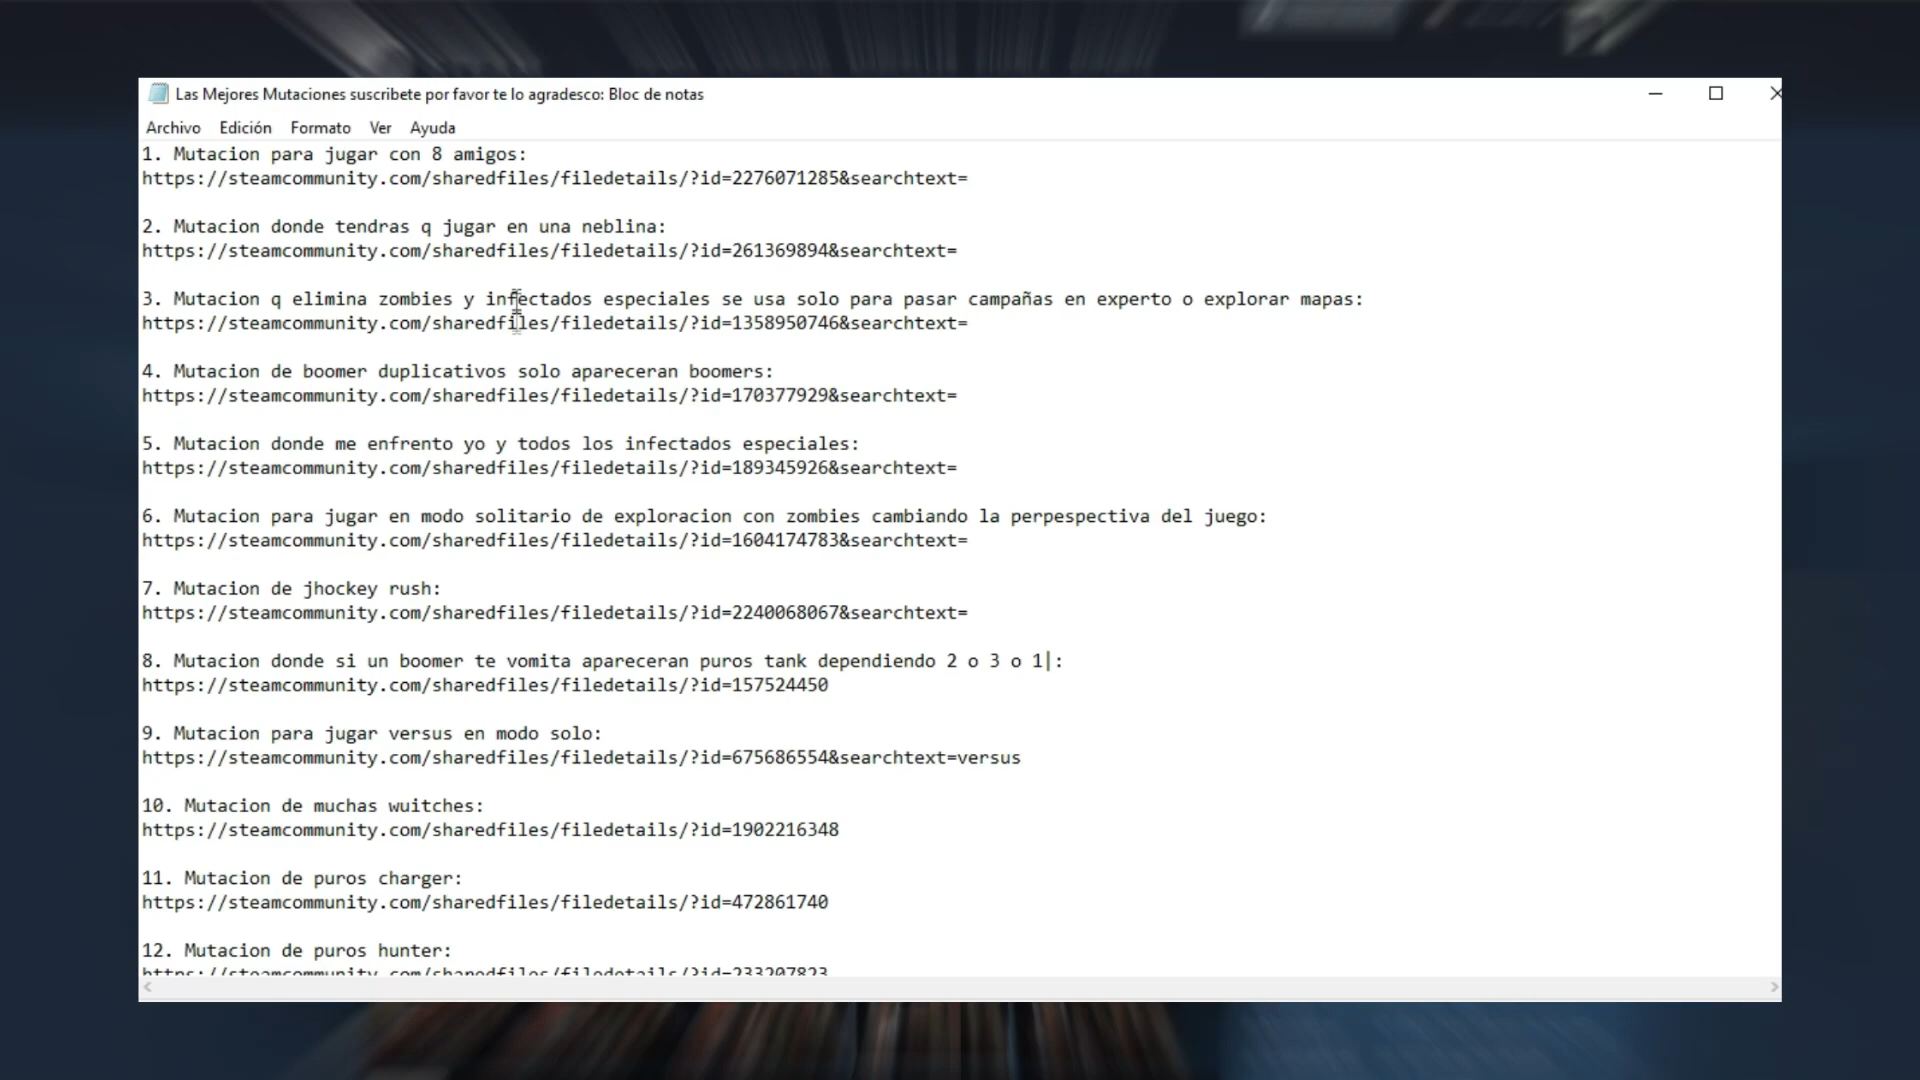 Las Mejores Mutaciones suscribete por favor te lo agradesco: Bloc de notas
Archivo Edición Formato Ver Ayuda
1. Mutacion para jugar con 8 amigos:
https://steamcommunity.com/sharedfiles/filedetails/?id=2276071285&searchtext=
2. Mutacion donde tendras q jugar en una neblina:
https://steamcommunity.com/sharedfiles/filedetails/?id=261369894&searchtext=
3. Mutacion q elimina zombies y infectados especiales se usa solo para pasar campañas en experto o explorar mapas:
https://steamcommunity.com/sharedfiles/filedetails/?id=1358950746&searchtext=
4. Mutacion de boomer duplicativos solo apareceran boomers:
https://steamcommunity.com/sharedfiles/filedetails/?id=170377929&searchtext=
5. Mutacion donde me enfrento yo y todos los infectados especiales:
https://steamcommunity.com/sharedfiles/filedetails/?id=189345926&searchtext=
6. Mutacion para jugar en modo solitario de exploracion con zombies cambiando la perpespectiva del juego:
https://steamcommunity.com/sharedfiles/filedetails/?id=1604174783&searchtext=
7. Mutacion de jhockey rush:
https://steamcommunity.com/sharedfiles/filedetails/?id=2240068067&searchtext=
8. Mutacion donde si un boomer te vomita apareceran puros tank dependiendo 2 o 3 o 1:
https://steamcommunity.com/sharedfiles/filedetails/?id=157524450
9. Mutacion para jugar versus en modo solo:
https://steamcommunity.com/sharedfiles/filedetails/?id=675686554&searchtext=versus
10. Mutacion de muchas wuitches:
https://steamcommunity.com/sharedfiles/filedetails/?id=1902216348
11. Mutacion de puros charger:
https://steamcommunity.com/sharedfiles/filedetails/?id=472861740
12. Mutacion de puros hunter:
https://steamcommunity.com/sharedfiles/filedetails/?id=233207823